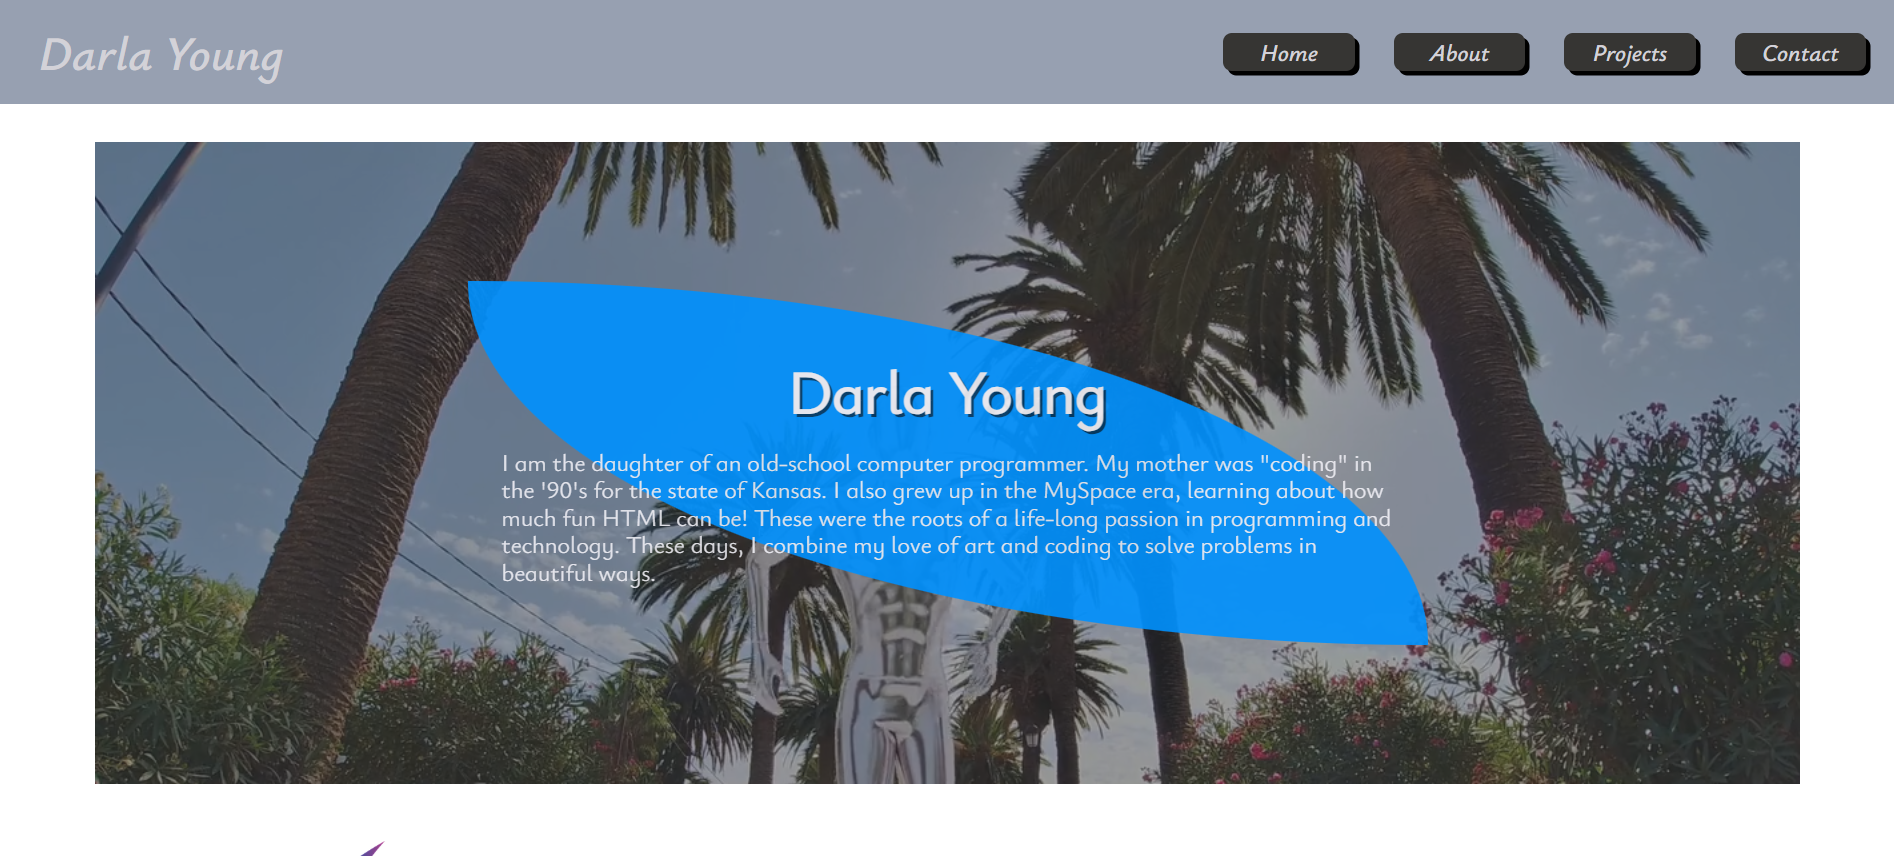 Darla Young
Home
About
Projects
Contact
Darla Young
I am the daughter of an old-school computer programmer. My mother was "coding" in
the '90's for the state of Kansas. I also grew up in the MySpace era, learning about how
much fun HTML can be! These were the roots of a life-long passion in programming and
technology. These days, I combine my love of art and coding to solve problems in
beautiful ways.